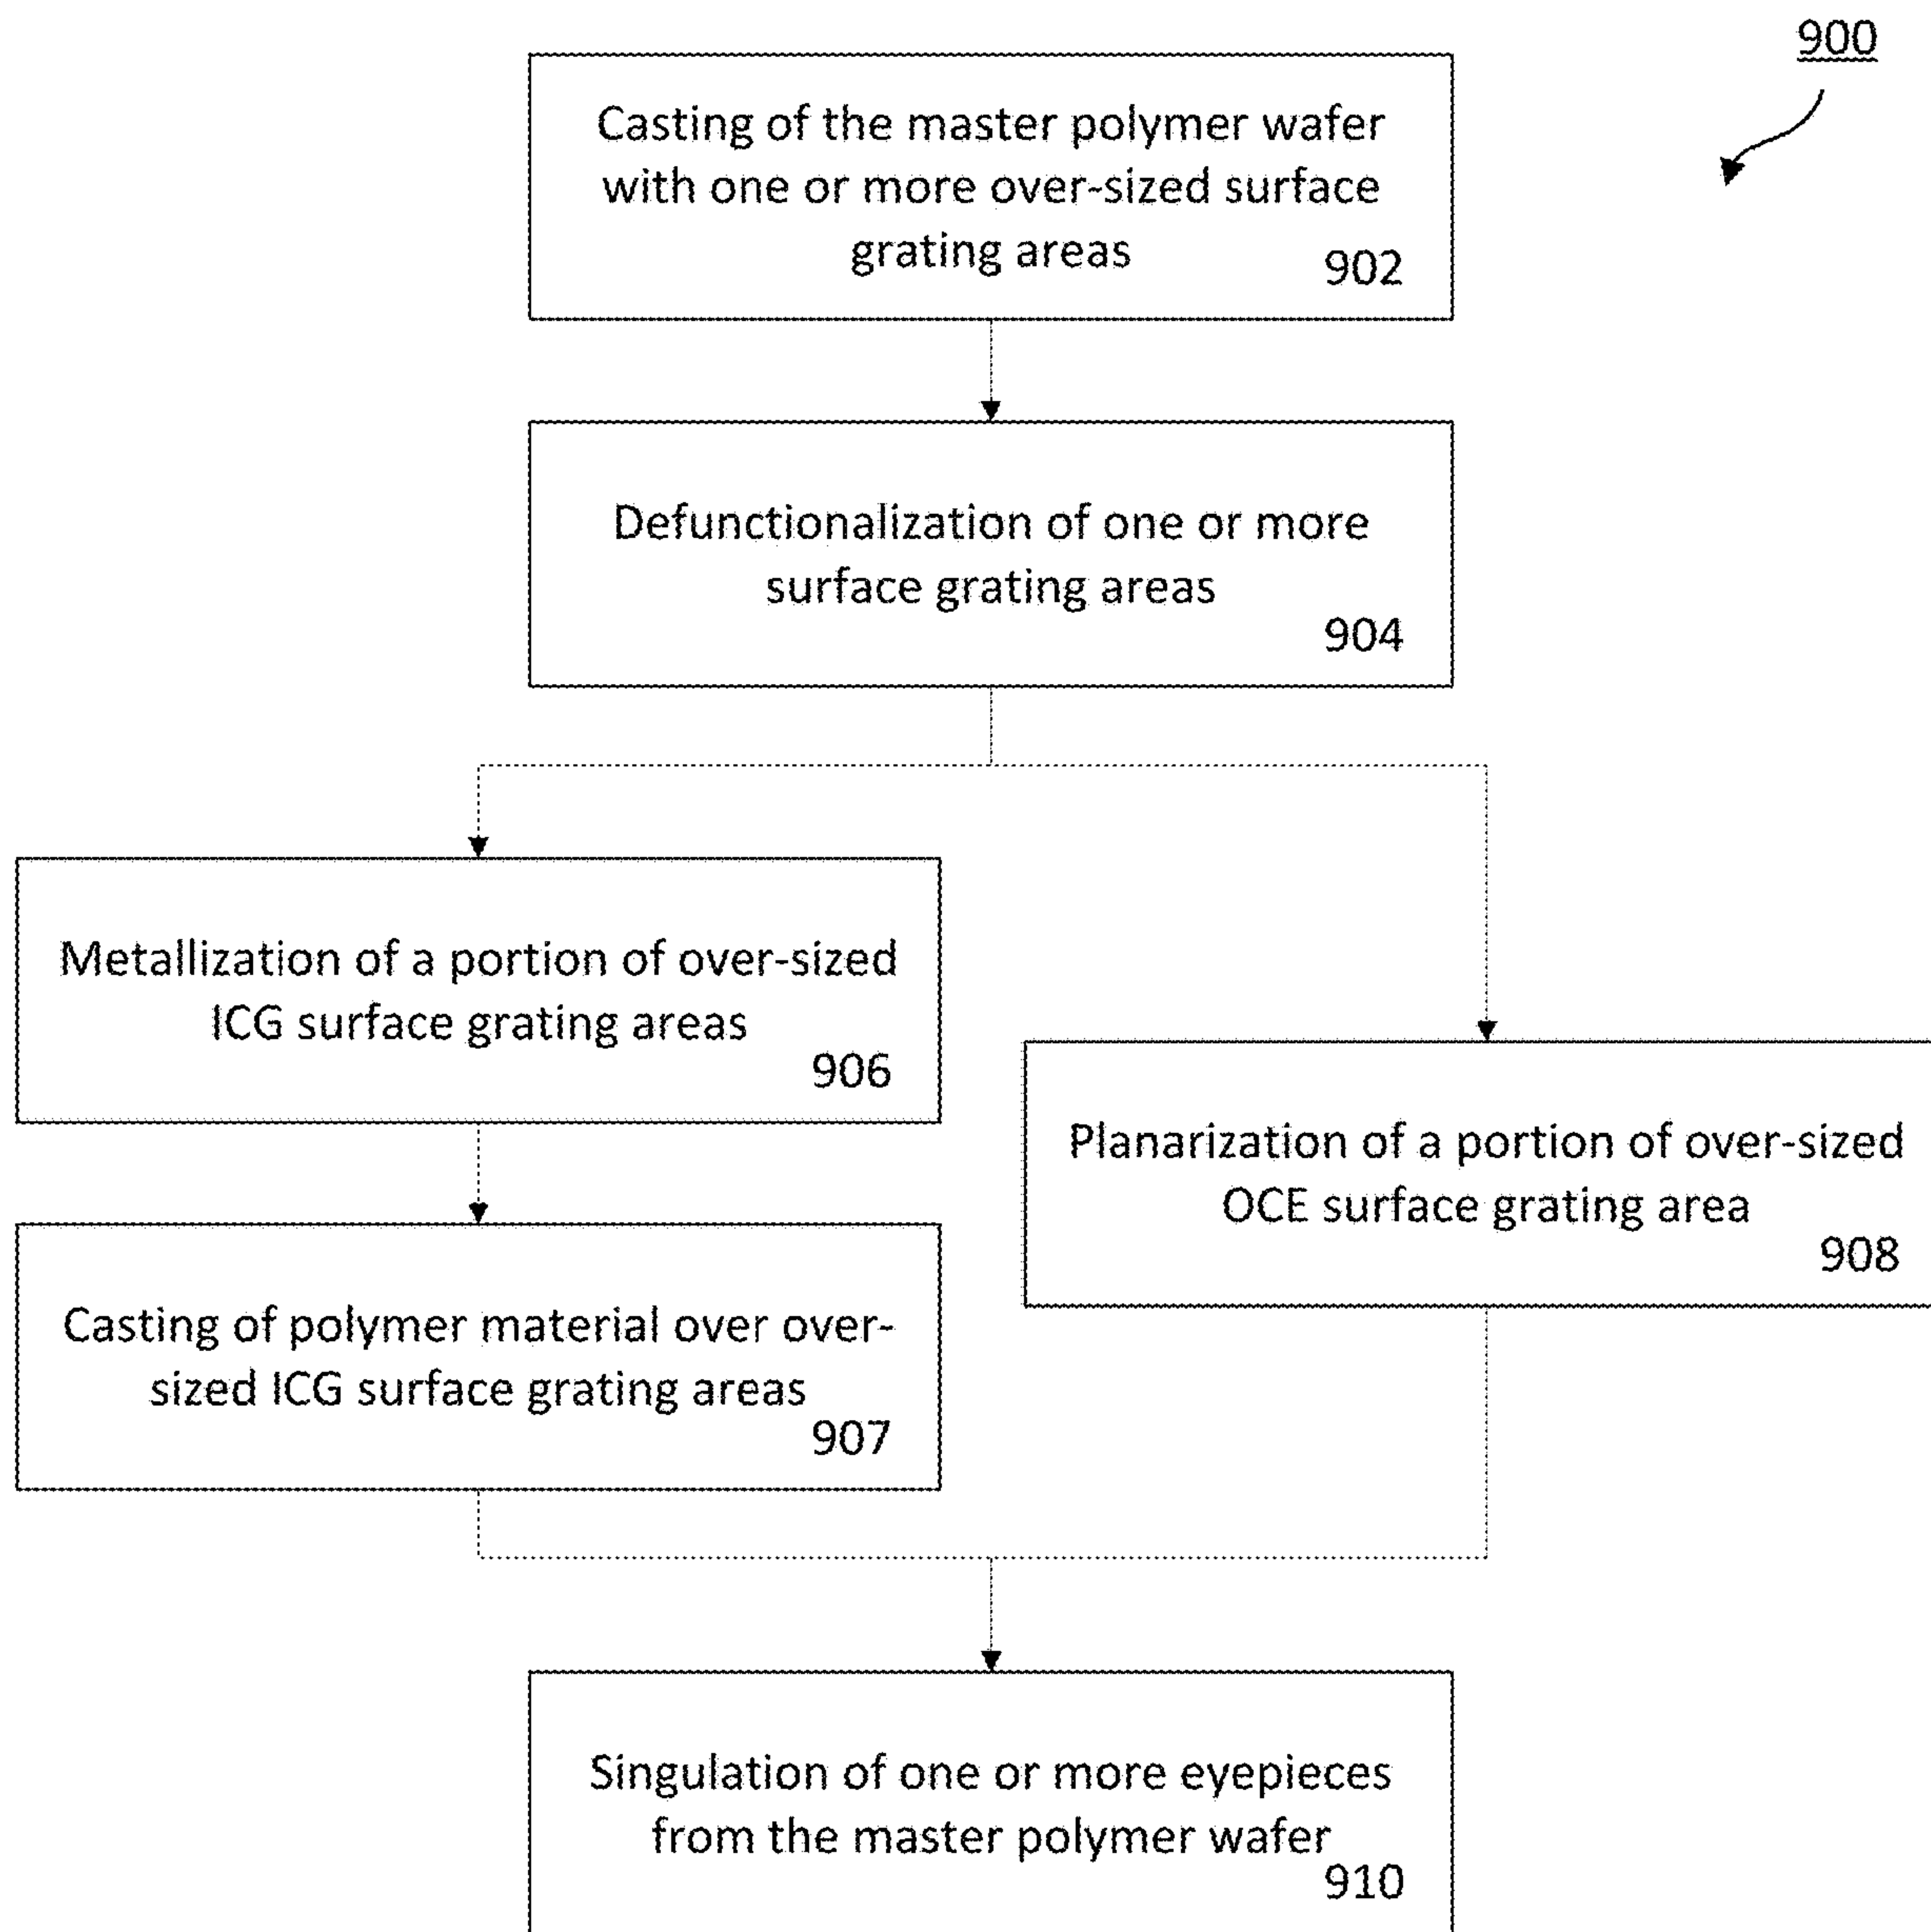 900
Casting of the master polymer wafer
with one or more over-sized surface
grating areas
902
Defunctionalization of one or more
surface grating areas
904
Metallization of a portion of over-sized
ICG surface grating areas
906
Planarization of a portion of over-sized
OCE surface grating area
908
Casting of polymer material over over-
sized ICG surface grating areas
907
Singulation of one or more eyepieces
from the master polymer wafer
910